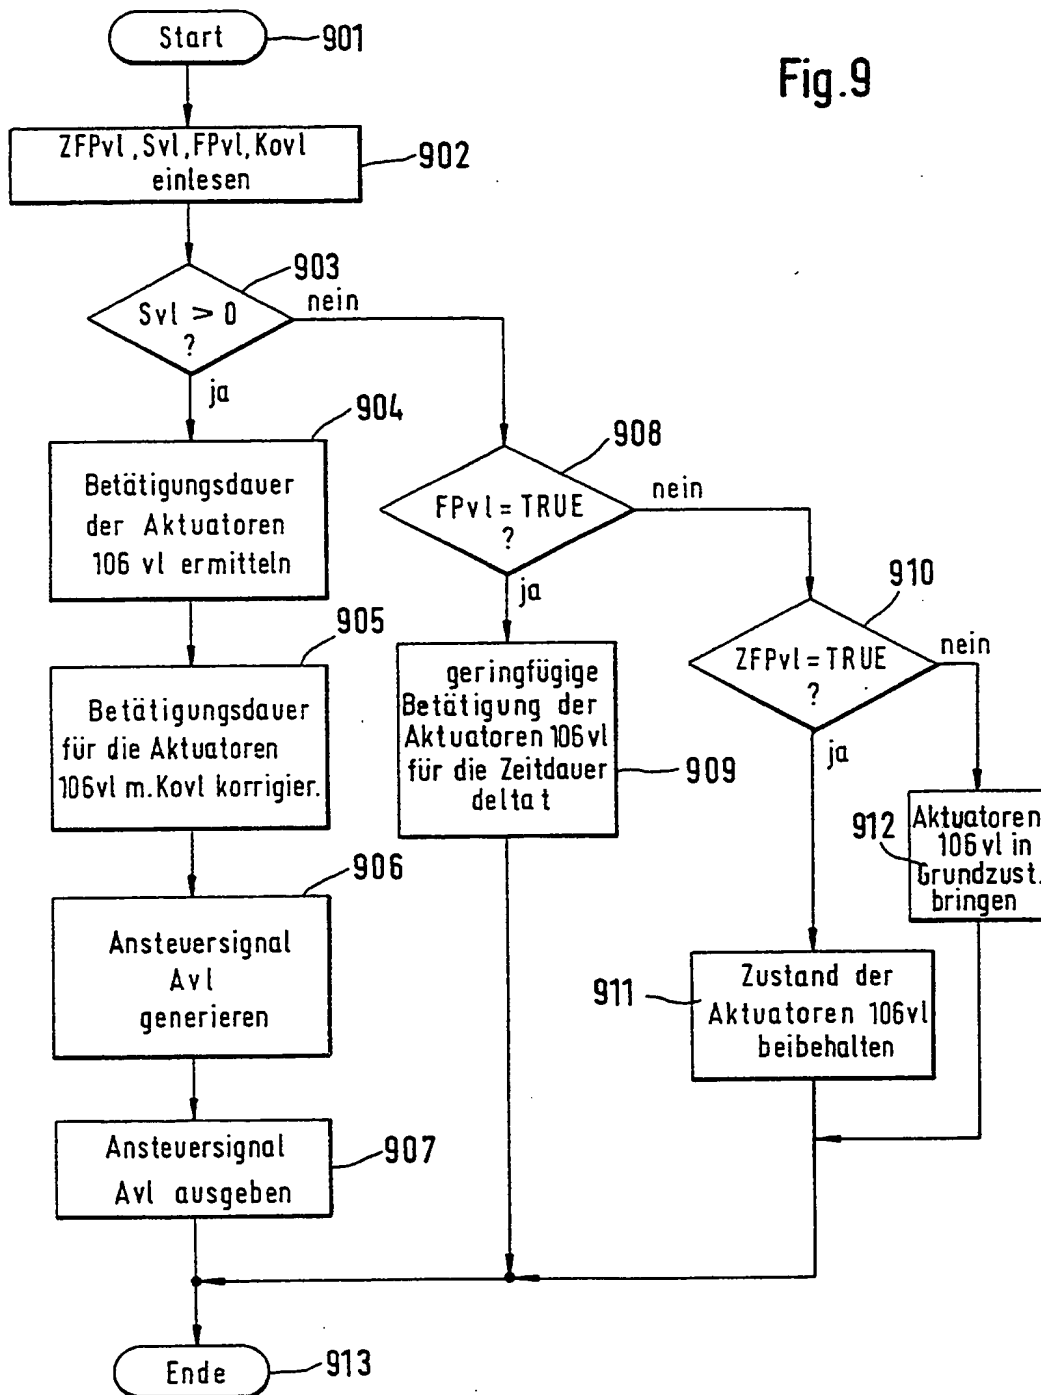 Fig.9
Start
901
ZFPvl, Svl, FPvl, Kovl
einlesen
902
903
Svl > 0
?
nein
ja
904
Betätigungsdauer
der Aktuatoren
106 vl ermitteln
905
Betätigungsdauer
für die Aktuatoren
106vl m. Kovl korrigier.
906
Ansteuersignal
Avl
generieren
Ansteuersignal
Avl ausgeben
907
908
FPvl = TRUE
?
nein
ja
geringfügige
Betätigung der
Aktuatoren 106vl
für die Zeitdauer
deltat
909
910
ZFPvl = TRUE
?
nein
ja
912
Aktuatoren
106vl in
Grundzust.
bringen
911
Zustand der
Aktuatoren 106vl
beibehalten
Ende
913